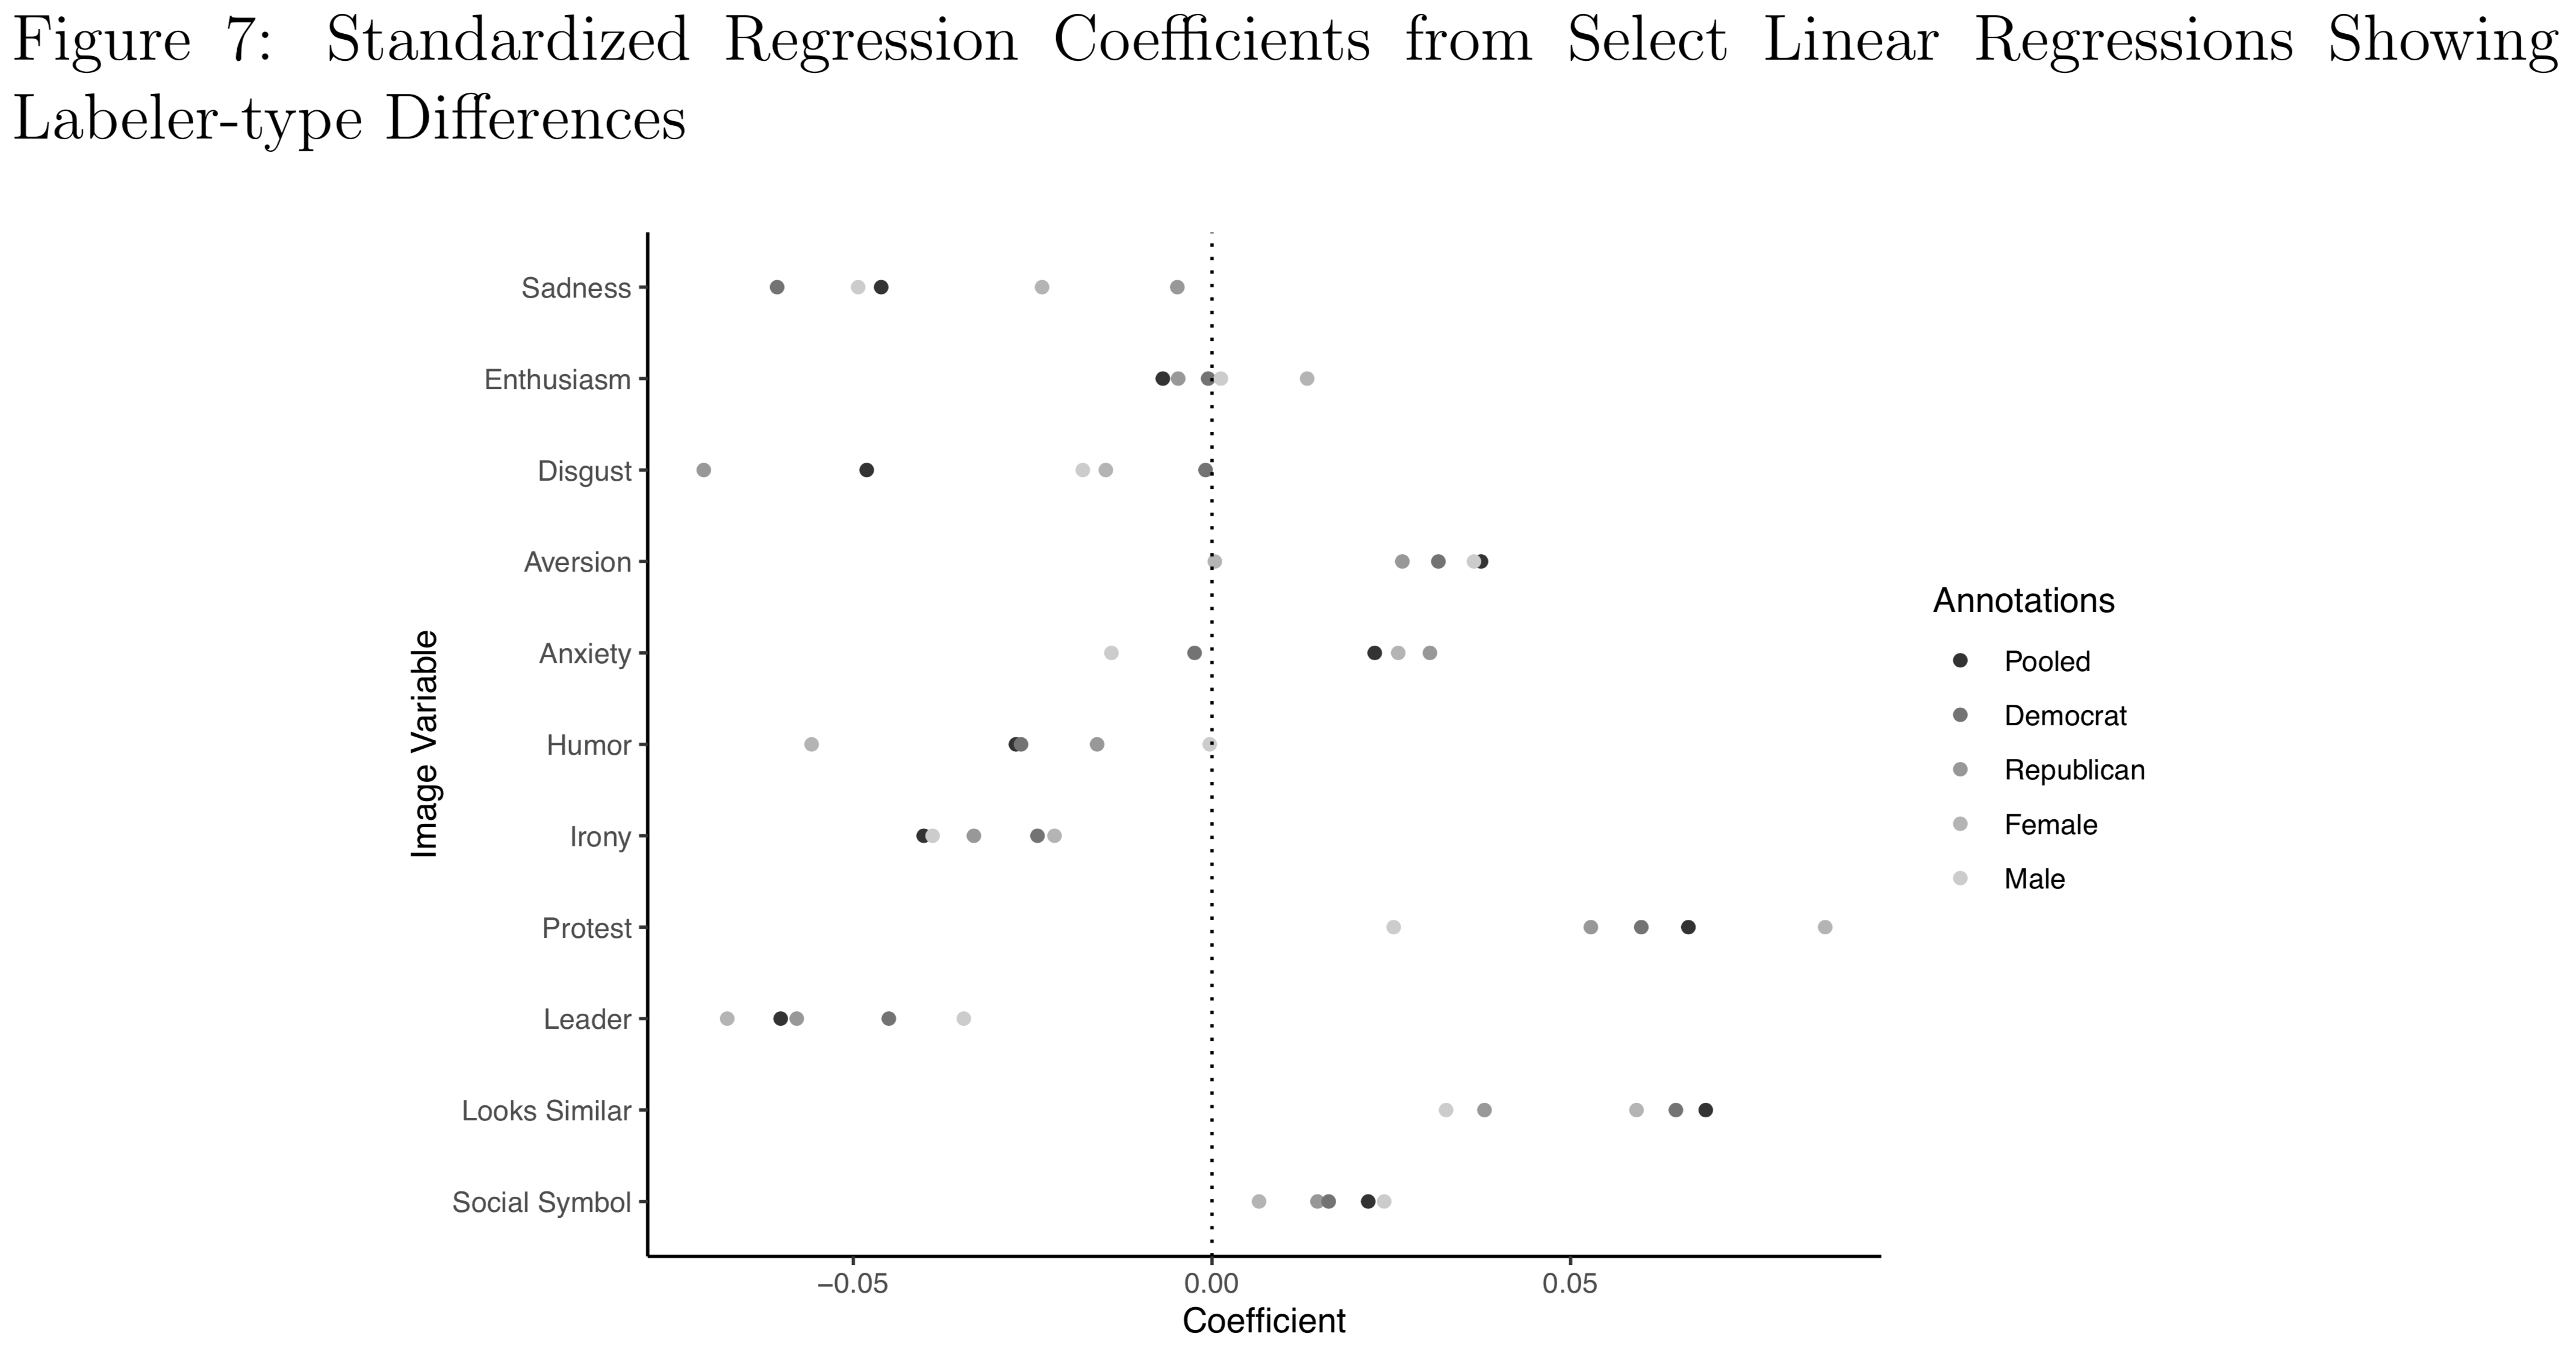 Figure 7: Standardized Regression Coefficients from Select Linear Regressions Showing
Labeler-type Differences
Sadness
Enthusiasm
Disgust
Aversion
Anxiety
Humor
Irony
Protest
Leader
Looks Similar
Social Symbol
Image Variable
−0.05
0.00
0.05
Coefficient
Annotations
Pooled
Democrat
Republican
Female
Male